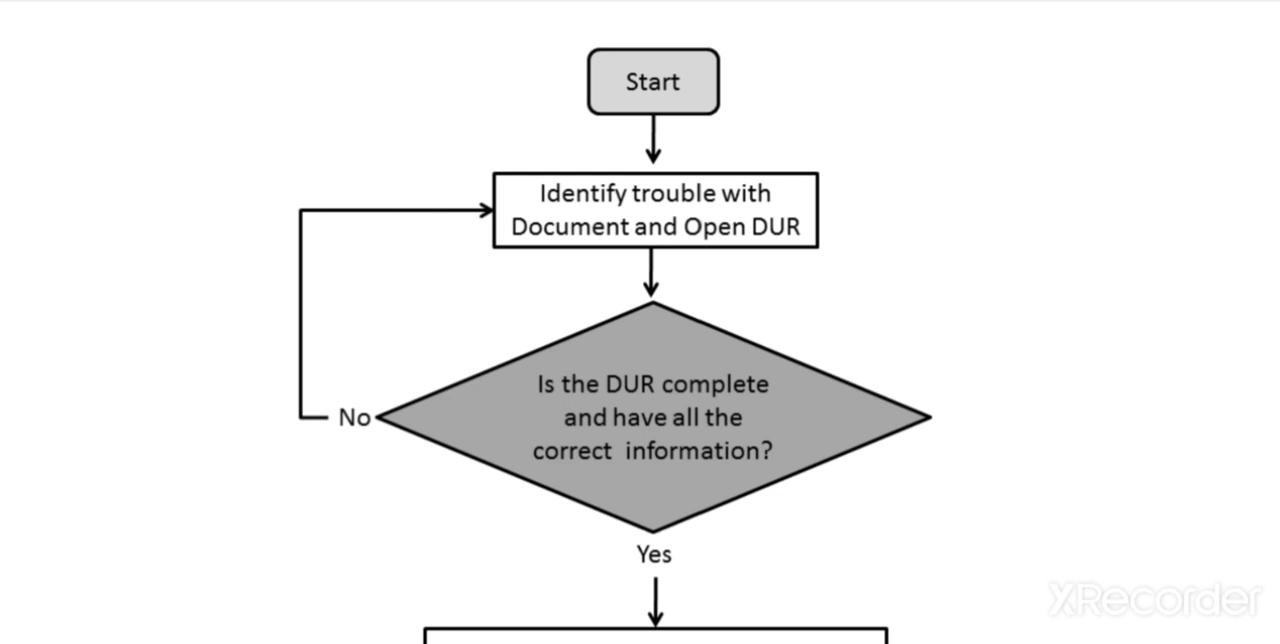 Start
Identify trouble with
Document and Open DUR
Is the DUR complete
and have all the
correct information?
No
Yes
XRecorder